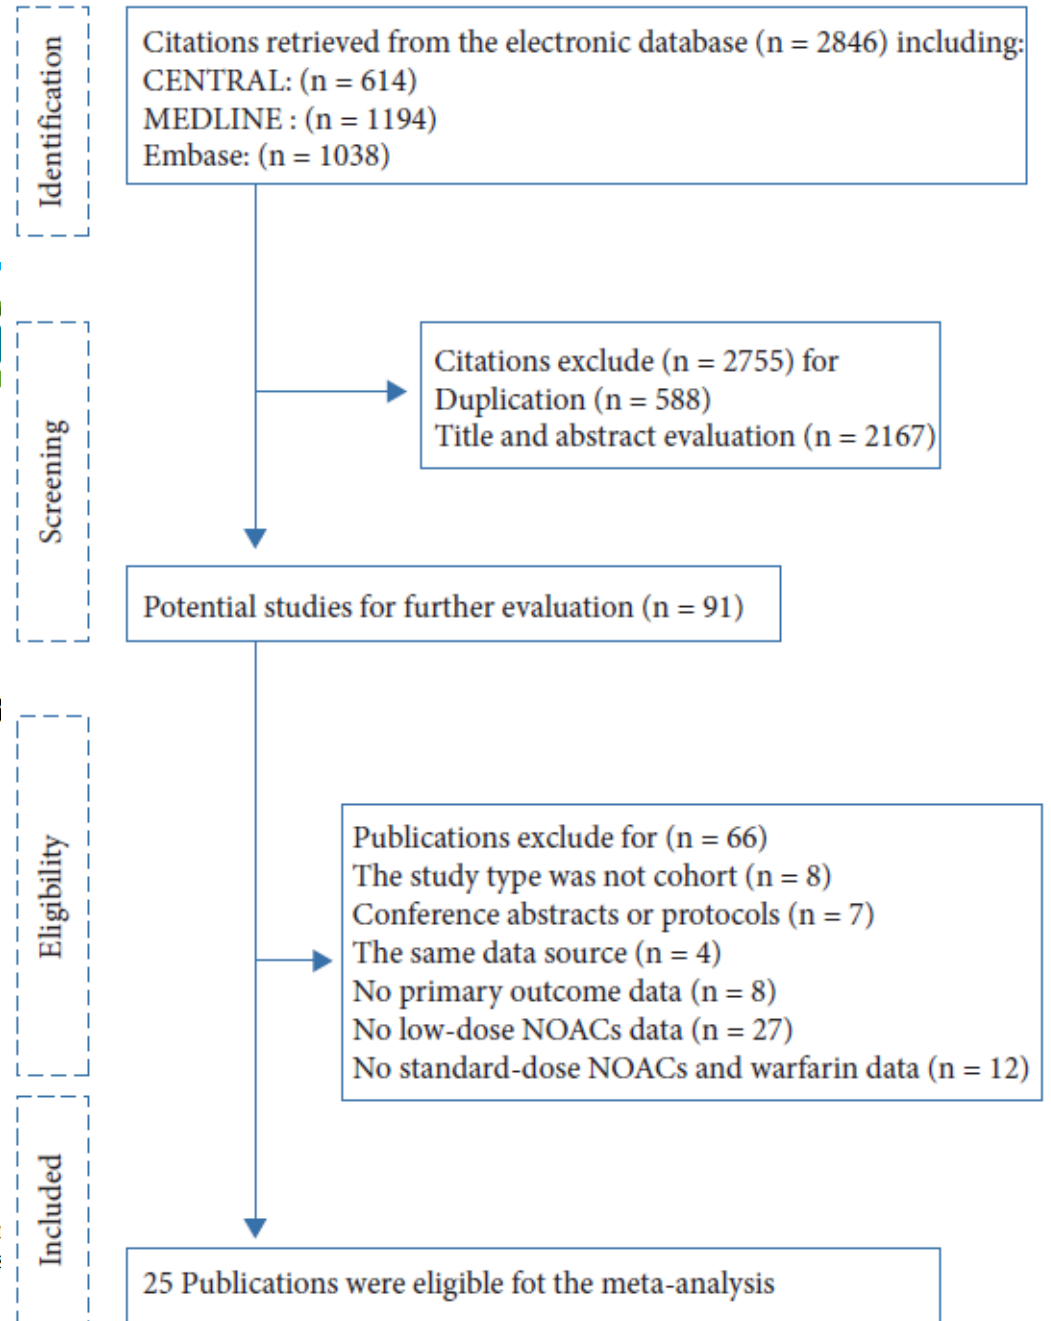 Identification
Citations retrieved from the electronic database (n = 2846) including:
CENTRAL: (n = 614)
MEDLINE : (n = 1194)
Embase: (n = 1038)
Screening
Citations exclude (n = 2755) for
Duplication (n = 588)
Title and abstract evaluation (n = 2167)
Potential studies for further evaluation (n = 91)
Eligibility
Publications exclude for (n = 66)
The study type was not cohort (n = 8)
Conference abstracts or protocols (n = 7)
The same data source (n = 4)
No primary outcome data (n = 8)
No low-dose NOACs data (n = 27)
No standard-dose NOACs and warfarin data (n = 12)
Included
25 Publications were eligible fot the meta-analysis